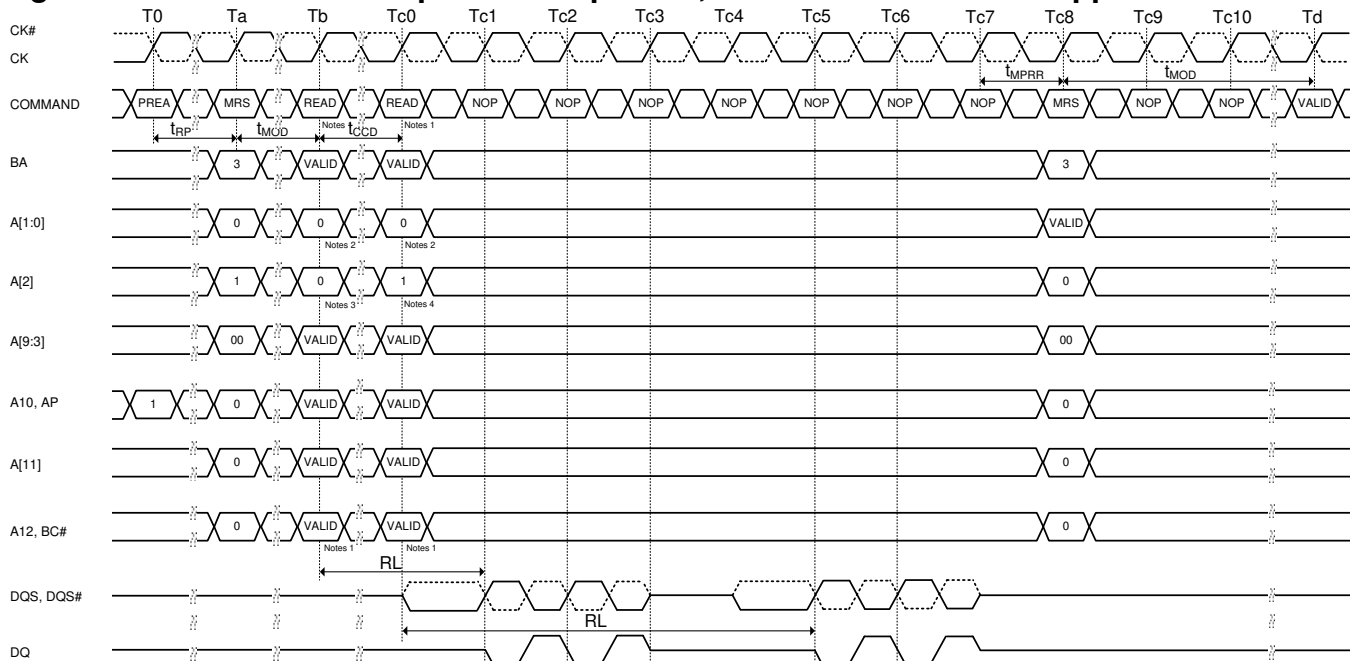 T0 Ta Tb Tc0 Tc1 Tc2 Tc3 Tc4 Tc5 Tc6 Tc7 Tc8 Tc9 Tc10 Td
CK#
CK
tMPRR tMOD
COMMAND PREA MRS READ READ NOP NOP NOP NOP NOP NOP NOP MRS NOP NOP VALID
Notes 1
tRP tMOD tCCD
BA 3 VALID VALID 3
A[1:0] 0 0 0 VALID
Notes 2 Notes 2
A[2] 1 0 1 0
Notes 3 Notes 4
A[9:3] 00 VALID VALID 00
A10, AP 1 0 VALID VALID 0
A[11] 0 VALID VALID 0
A12, BC# 0 VALID VALID 0
Notes 1 Notes 1
RL
DQS, DQS#
RL
DQ